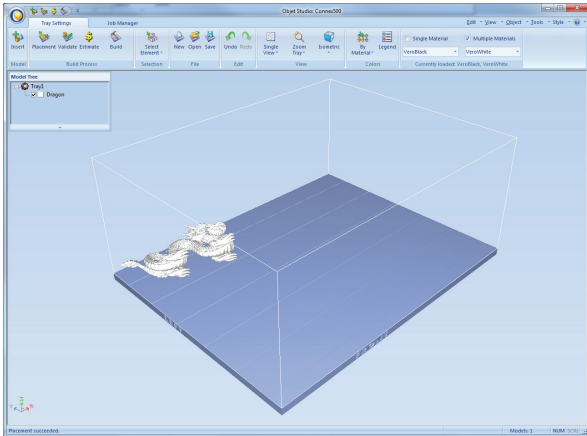 Objet Studio: Connex500
Tray Settings Job Manager
Edit View Object Tools Style
Insert Placement Validate Estimate Build Select Element New Open Save Undo Redo Single View Zoom Tray Isometric By Material Legend
Single Material Multiple Materials
VeroBlack VeroWhite
Model Build Process Selection File Edit View Colors Currently loaded: VeroBlack, VeroWhite
Model Tree
Tray1
Dragon
Placement succeeded. Models: 1 NUM SCRL